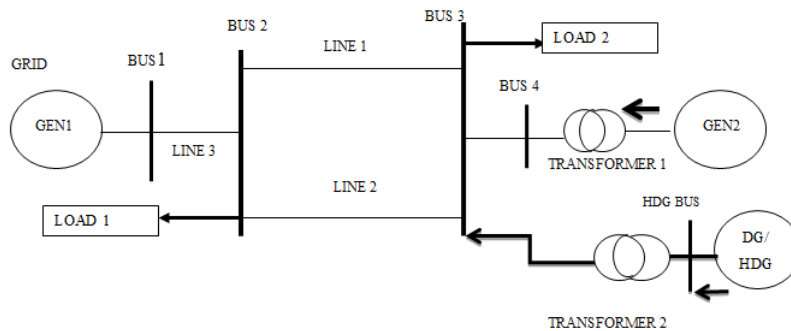 BUS 2
BUS 3
LINE 1
LOAD 2
GRID
BUS 1
BUS 4
GEN1
GEN2
LINE 3
TRANSFORMER 1
LINE 2
HDG BUS
LOAD 1
DG/
HDG
TRANSFORMER 2